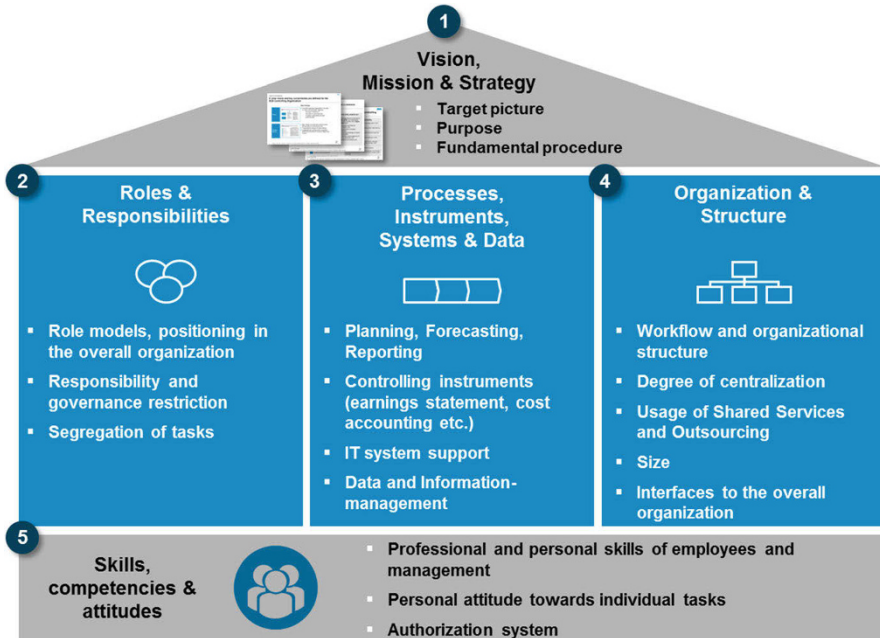 1
Vision,
Mission & Strategy
Target picture
Purpose
Fundamental procedure
2
Roles &
Responsibilities
Role models, positioning in
the overall organization
Responsibility and
governance restriction
Segregation of tasks
3
Processes,
Instruments,
Systems & Data
Planning, Forecasting,
Reporting
Controlling instruments
(earnings statement, cost
accounting etc.)
IT system support
Data and Information-
management
4
Organization &
Structure
Workflow and organizational
structure
Degree of centralization
Usage of Shared Services
and Outsourcing
Size
Interfaces to the overall
organization
5
Skills,
competencies &
attitudes
Professional and personal skills of employees and
management
Personal attitude towards individual tasks
Authorization system